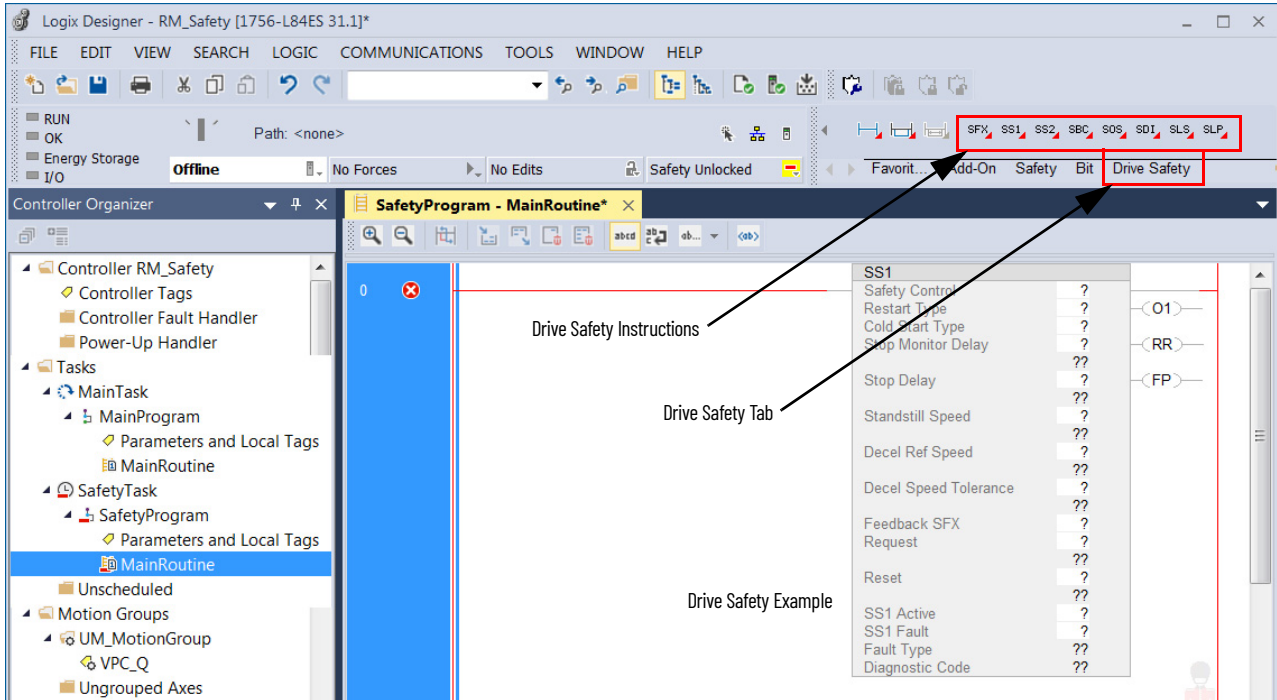 Logix Designer - RM_Safety [1756-L84ES 31.1]*
FILE EDIT VIEW SEARCH LOGIC COMMUNICATIONS TOOLS WINDOW HELP
RUN
OK
Energy Storage
I/O
Path: <none>
Offline
No Forces
No Edits
Safety Unlocked
SFX SS1 SS2 SBC SOS SDI SLS SLP
Favorit... Add-On Safety Bit Drive Safety
Controller Organizer
SafetyProgram - MainRoutine*
abcd ab c ab... <ab>
Controller RM_Safety
Controller Tags
Controller Fault Handler
Power-Up Handler
Tasks
MainTask
MainProgram
Parameters and Local Tags
MainRoutine
SafetyTask
SafetyProgram
Parameters and Local Tags
MainRoutine
Unscheduled
Motion Groups
UM_MotionGroup
VPC_Q
Ungrouped Axes
0
Drive Safety Instructions
Drive Safety Tab
Drive Safety Example
SS1
Safety Control ?
Restart Type ? O1
Cold Start Type ?
Stop Monitor Delay ? RR
??
Stop Delay ? FP
??
Standstill Speed ?
??
Decel Ref Speed ?
??
Decel Speed Tolerance ?
??
Feedback SFX ?
Request ?
??
Reset ?
??
SS1 Active ?
SS1 Fault ?
Fault Type ??
Diagnostic Code ??